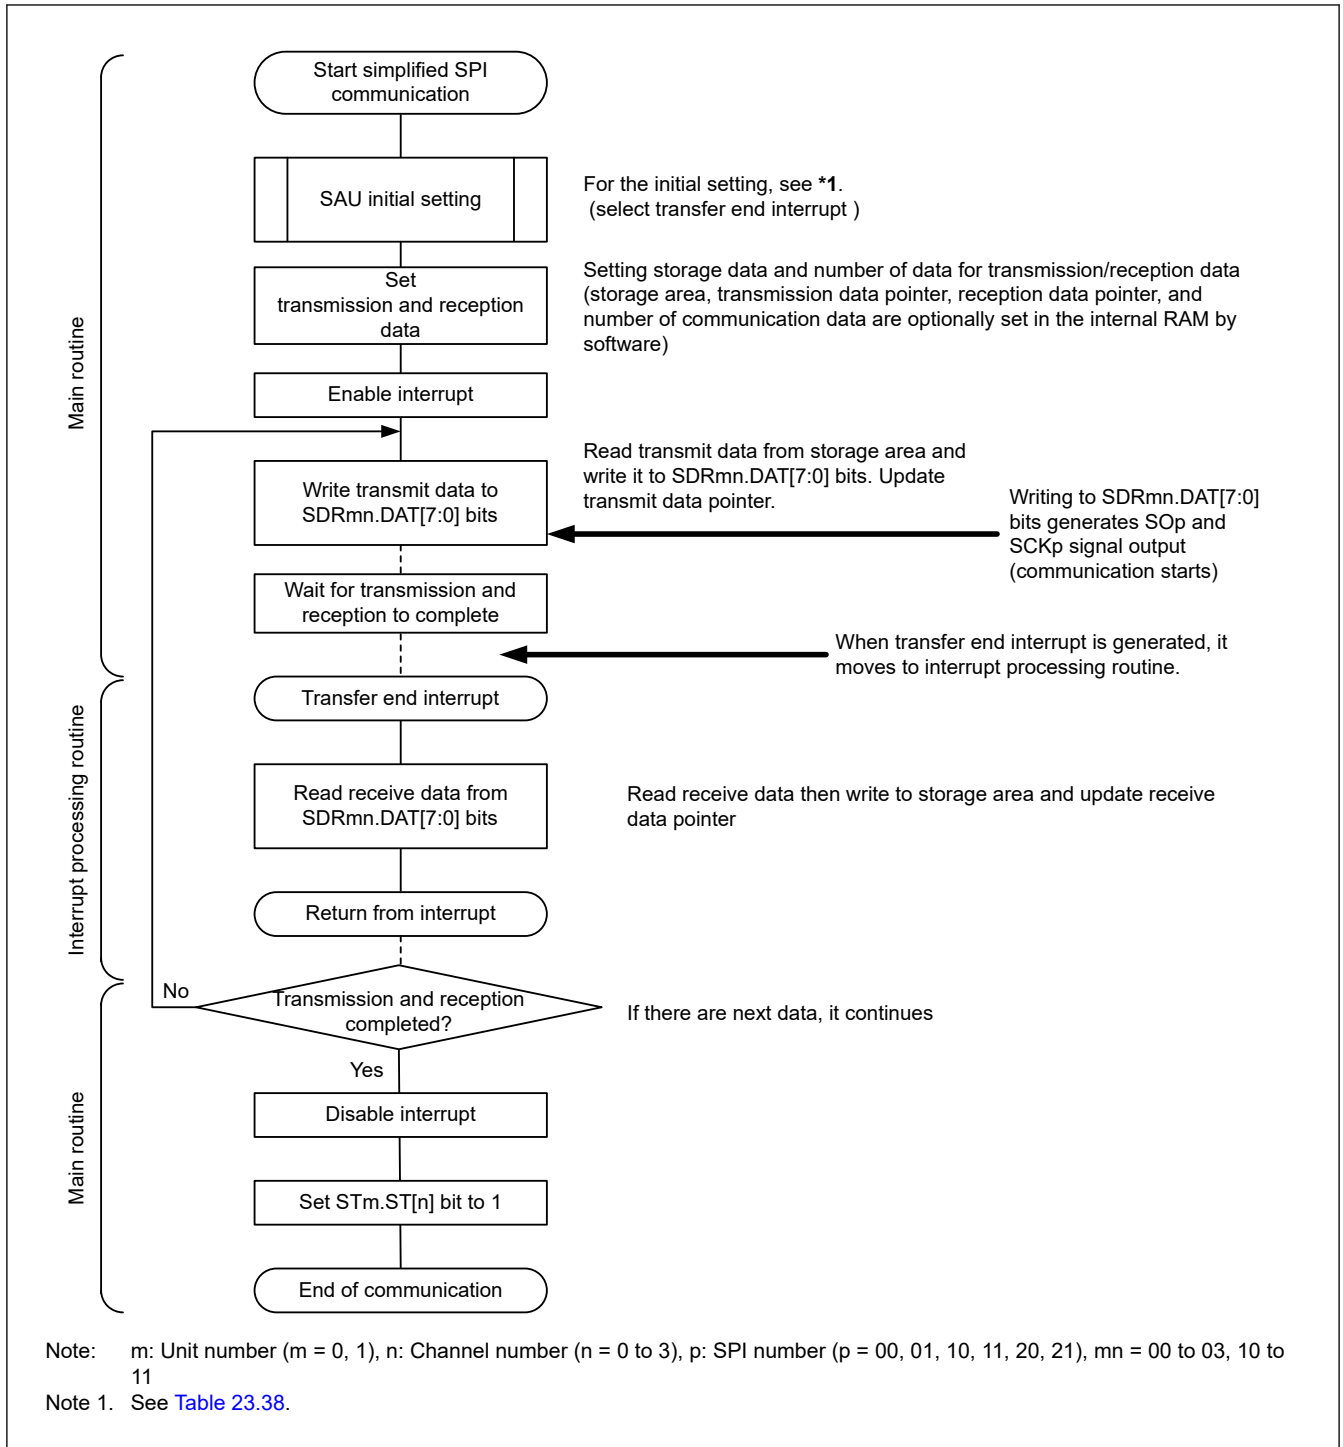 Start simplified SPI
communication
SAU initial setting
For the initial setting, see *1.
(select transfer end interrupt )
Set
transmission and reception
data
Setting storage data and number of data for transmission/reception data
(storage area, transmission data pointer, reception data pointer, and
number of communication data are optionally set in the internal RAM by
software)
Main routine
Enable interrupt
Write transmit data to
SDRmn.DAT[7:0] bits
Read transmit data from storage area and
write it to SDRmn.DAT[7:0] bits. Update
transmit data pointer.
Writing to SDRmn.DAT[7:0]
bits generates SOp and
SCKp signal output
(communication starts)
Wait for transmission and
reception to complete
When transfer end interrupt is generated, it
moves to interrupt processing routine.
Transfer end interrupt
Interrupt processing routine
Read receive data from
SDRmn.DAT[7:0] bits
Read receive data then write to storage area and update receive
data pointer
Return from interrupt
No
Transmission and reception
completed?
If there are next data, it continues
Yes
Main routine
Disable interrupt
Set STm.ST[n] bit to 1
End of communication
Note: m: Unit number (m = 0, 1), n: Channel number (n = 0 to 3), p: SPI number (p = 00, 01, 10, 11, 20, 21), mn = 00 to 03, 10 to
11
Note 1. See Table 23.38.